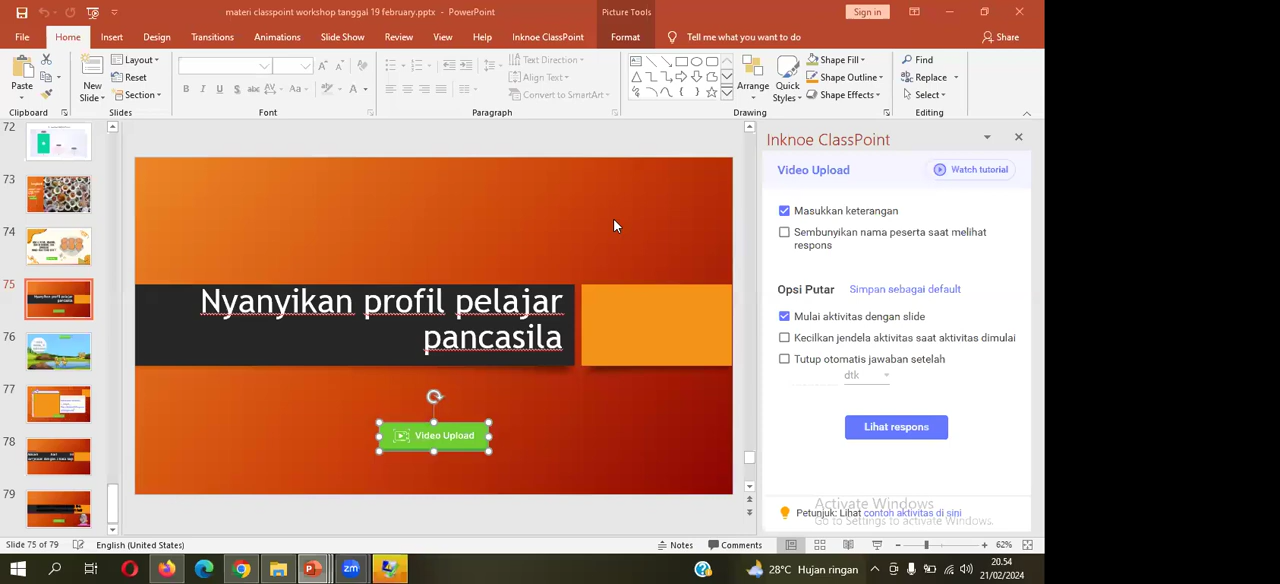 materi classpoint workshop tanggal 19 february.pptx - PowerPoint
Picture Tools
Sign in
File Home Insert Design Transitions Animations Slide Show Review View Help Inknoe ClassPoint Format Tell me what you want to do Share
Paste
Clipboard
New Slide
Layout
Reset
Section
Slides
Font
Text Direction
Align Text
Convert to SmartArt
Paragraph
Arrange
Quick Styles
Shape Fill
Shape Outline
Shape Effects
Drawing
Find
Replace
Select
Editing
72
73
74
75
76
77
78
79
Nyanyikan profil pelajar
pancasila
Video Upload
Inknoe ClassPoint
Video Upload
Watch tutorial
Masukkan keterangan
Sembunyikan nama peserta saat melihat
respons
Opsi Putar Simpan sebagai default
Mulai aktivitas dengan slide
Kecilkan jendela aktivitas saat aktivitas dimulai
Tutup otomatis jawaban setelah
dtk
Lihat respons
Activate Windows
Petunjuk: Lihat contoh aktivitas di sini
Go to Settings to activate Windows.
Slide 75 of 79 English (United States) Notes Comments 62%
zm
28°C Hujan ringan
20.54
21/02/2024